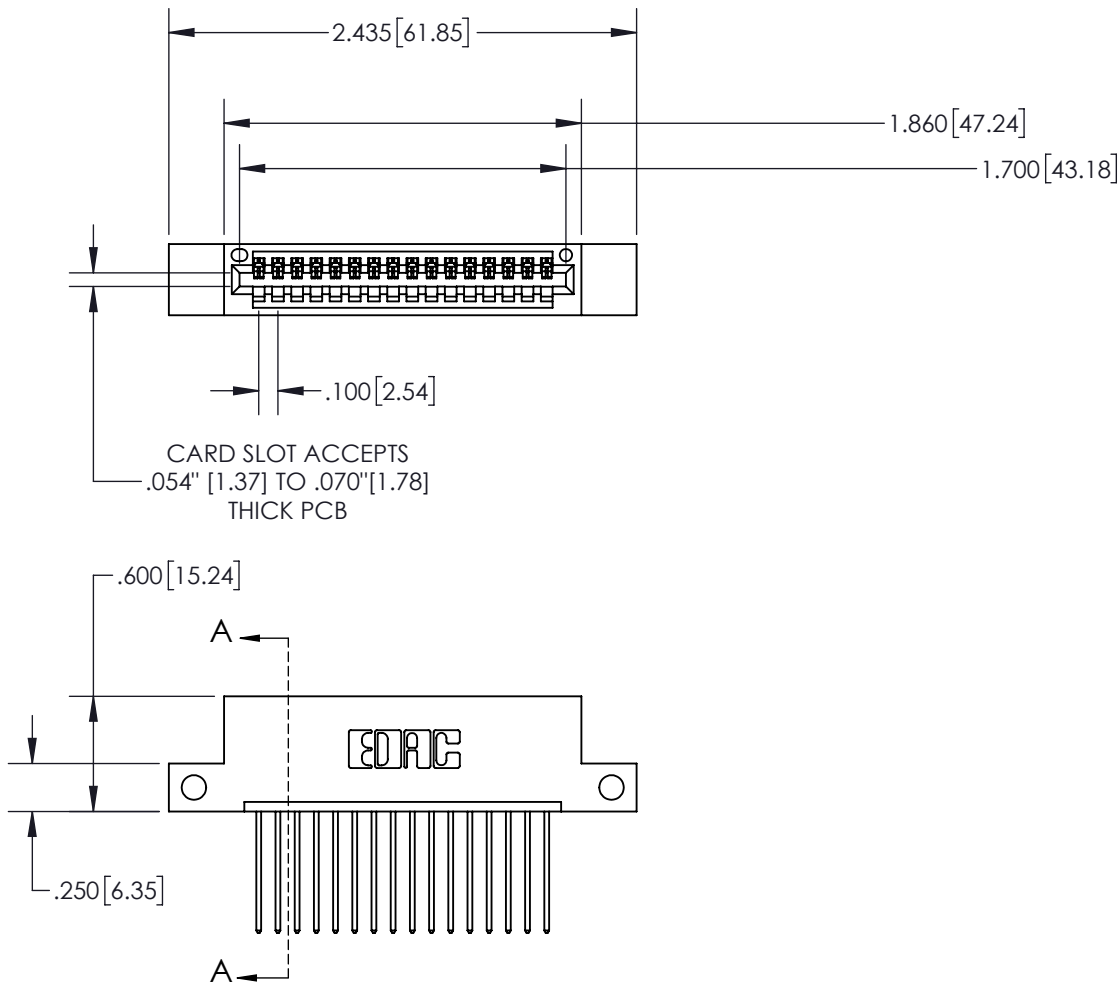 2.435[61.85]
1.860[47.24]
1.700[43.18]
.100[2.54]
CARD SLOT ACCEPTS
.054" [1.37] TO .070"[1.78]
THICK PCB
.600[15.24]
A
EDAC
.250[6.35]
A